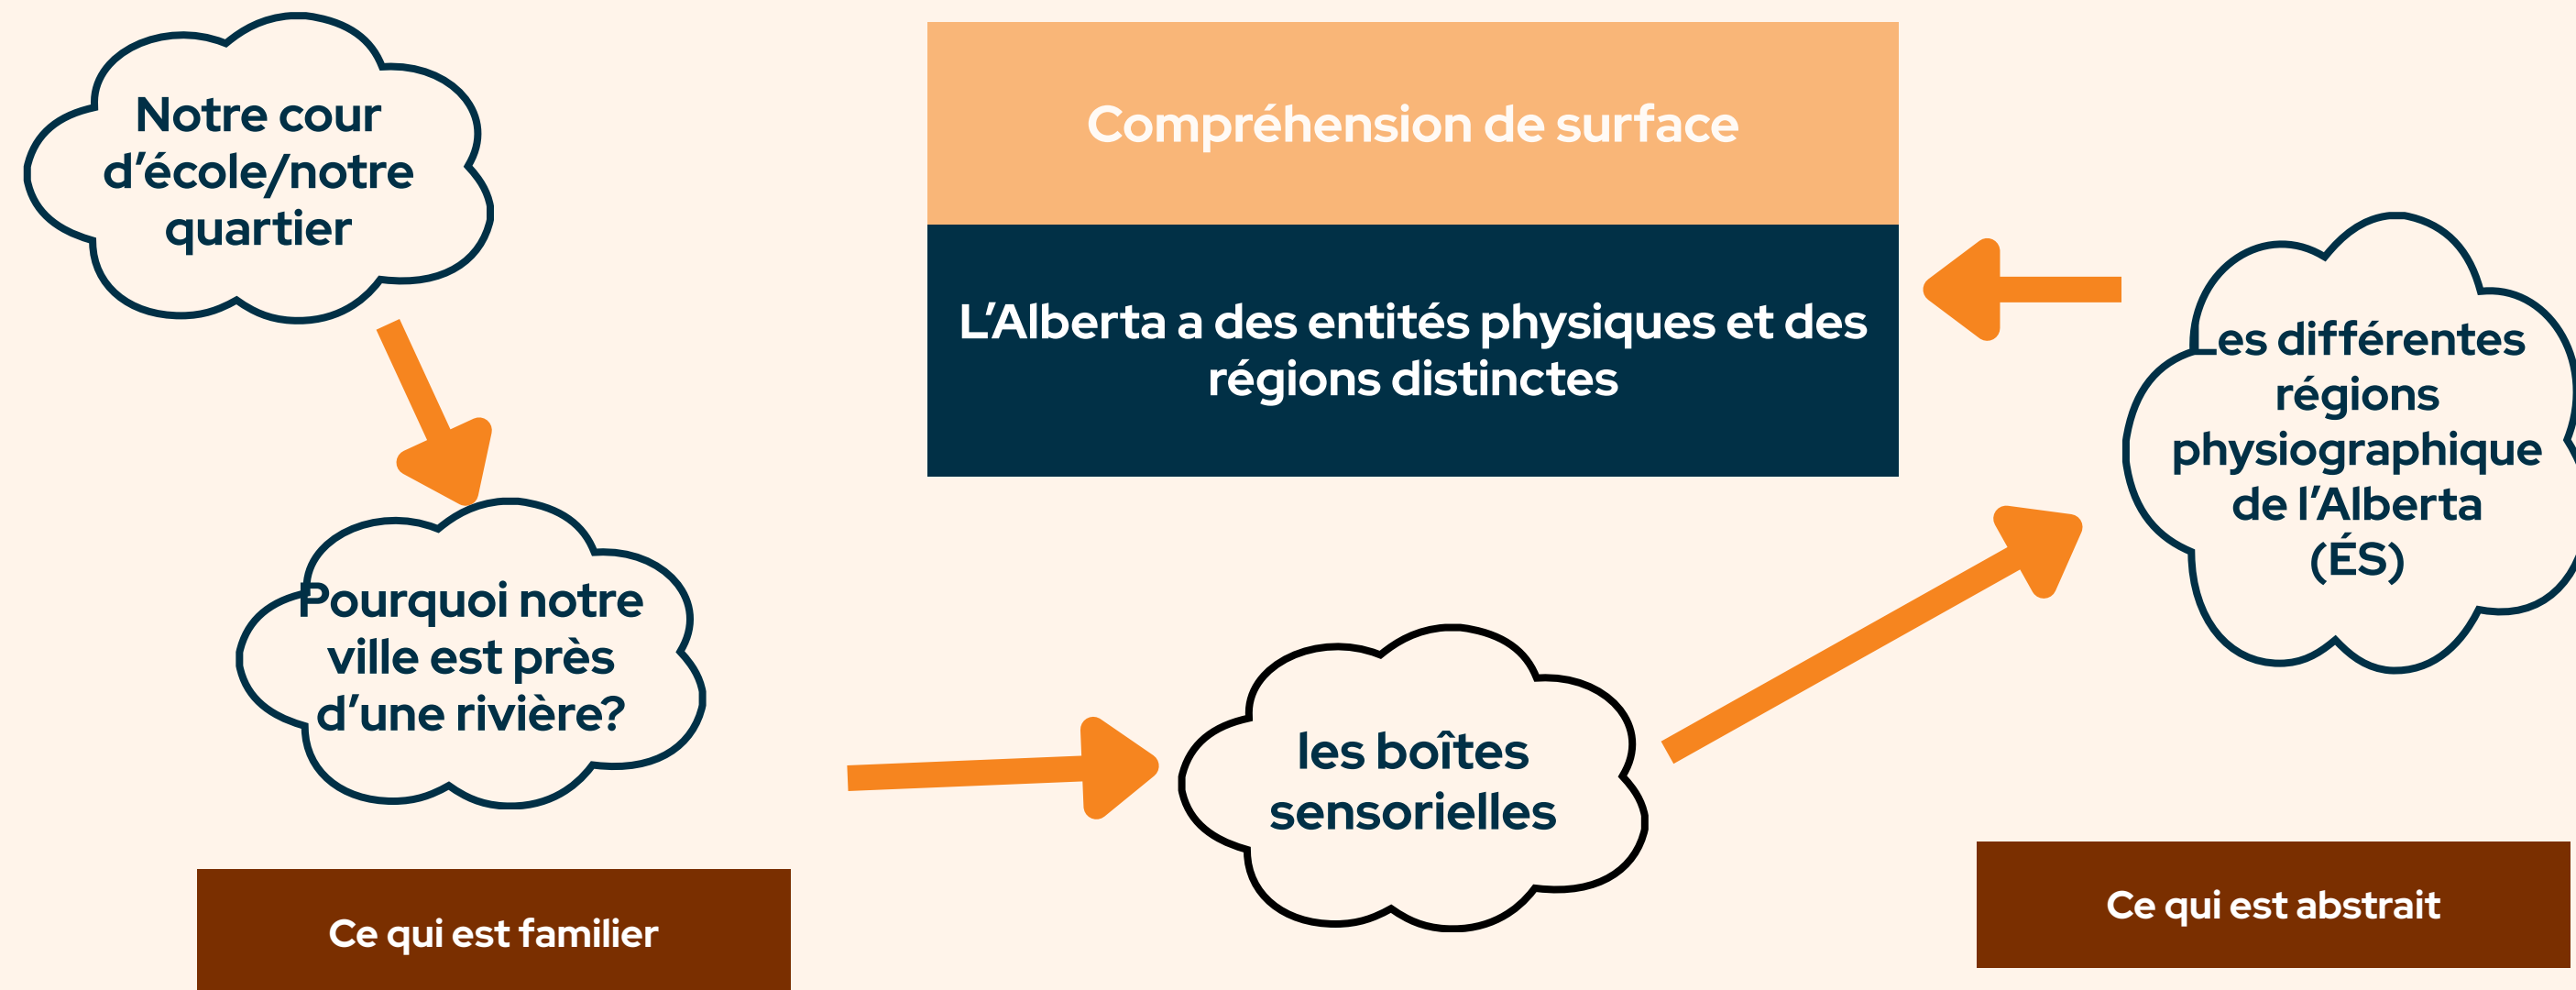 Notre cour
d'école/notre
quartier
Compréhension de surface
L'Alberta a des entités physiques et des
régions distinctes
Les différentes
régions
physiographique
de l'Alberta
(ÉS)
Pourquoi notre
ville est près
d'une rivière?
les boîtes
sensorielles
Ce qui est familier
Ce qui est abstrait